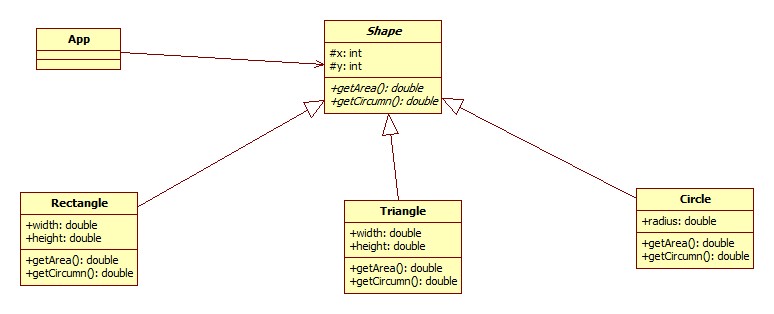 App
Shape
#x: int
#y: int
+getArea(): double
+getCircumn(): double
Rectangle
+width: double
+height: double
+getArea(): double
+getCircumn(): double
Triangle
+width: double
+height: double
+getArea(): double
+getCircumn(): double
Circle
+radius: double
+getArea(): double
+getCircumn(): double